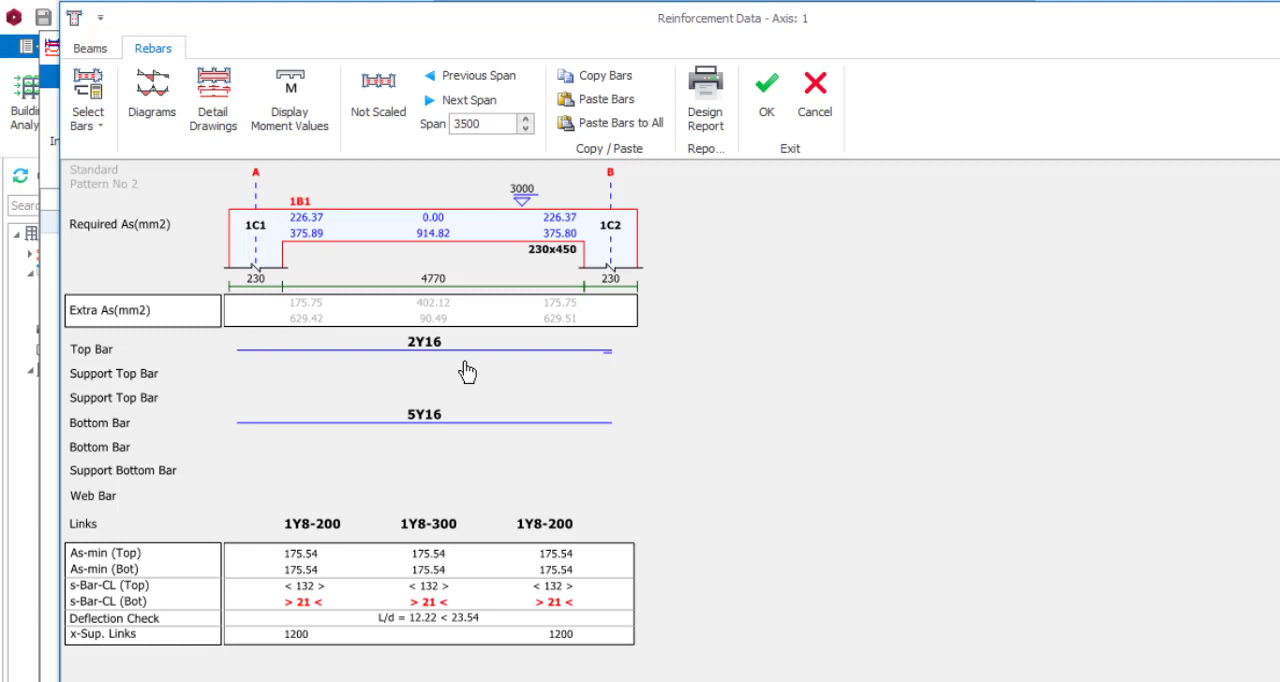 Reinforcement Data - Axis: 1
Beams Rebars
Select Bars
Diagrams
Detail Drawings
Display Moment Values
Not Scaled
Previous Span
Next Span
Span 3500
Copy Bars
Paste Bars
Paste Bars to All
Copy / Paste
Design Report
Repo...
OK
Cancel
Exit
Standard
Pattern No 2
A B
3000
1B1
Required As(mm2) 226.37 0.00 226.37
375.89 914.82 375.80
1C1 1C2
230x450
230 4770 230
Extra As(mm2) 175.75 402.12 175.75
629.42 90.49 629.51
2Y16
Top Bar
Support Top Bar
Support Top Bar
5Y16
Bottom Bar
Bottom Bar
Support Bottom Bar
Web Bar
Links 1Y8-200 1Y8-300 1Y8-200
As-min (Top) 175.54 175.54 175.54
As-min (Bot) 175.54 175.54 175.54
s-Bar-CL (Top) < 132 > < 132 > < 132 >
s-Bar-CL (Bot) > 21 < > 21 < > 21 <
Deflection Check L/d = 12.22 < 23.54
x-Sup. Links 1200 1200